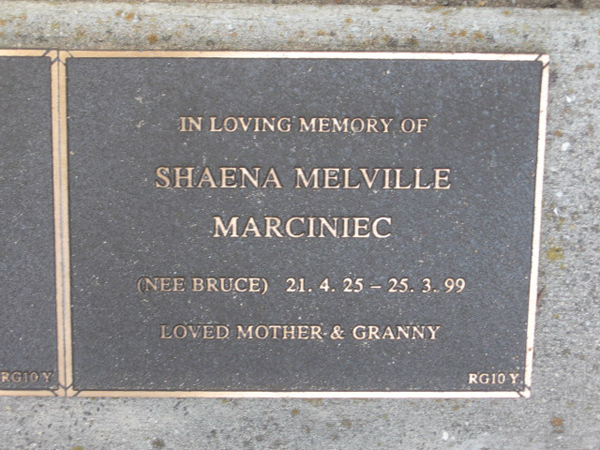 IN LOVING MEMORY OF
SHAENA MELVILLE
MARCINIEC
(NEE BRUCE) 21. 4. 25 – 25. 3. 99
LOVED MOTHER & GRANNY
RG10 Y
RG10 Y